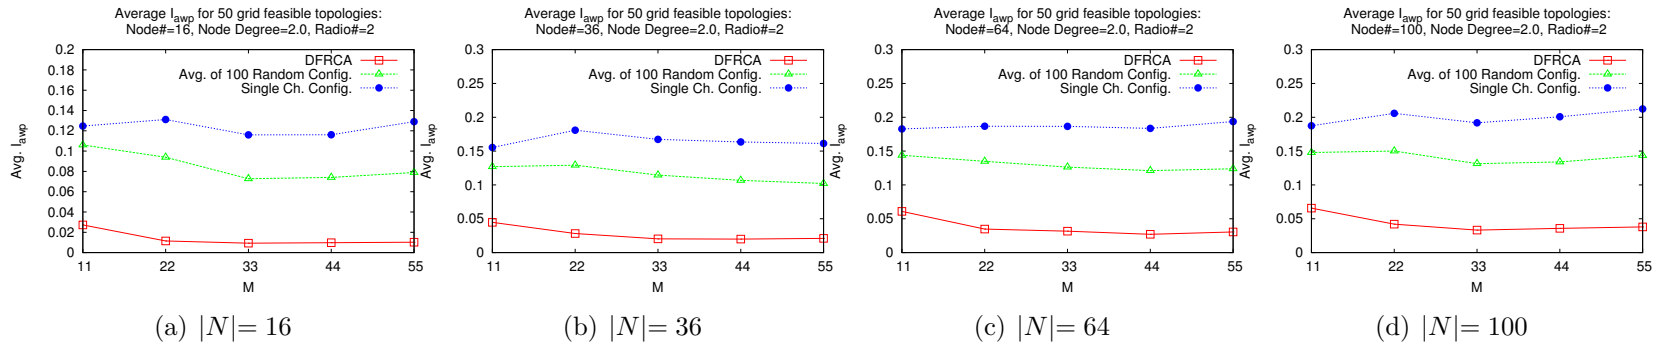 Average I_awp for 50 grid feasible topologies:
Node#=16, Node Degree=2.0, Radio#=2
0.2
0.18
0.16
0.14
0.12
0.1
0.08
0.06
0.04
0.02
0
Avg. I_awp
DFRCA
Avg. of 100 Random Config.
Single Ch. Config.
11 22 33 44 55
M
(a) |N|= 16
Average I_awp for 50 grid feasible topologies:
Node#=36, Node Degree=2.0, Radio#=2
0.3
0.25
0.2
0.15
0.1
0.05
0
Avg. I_awp
DFRCA
Avg. of 100 Random Config.
Single Ch. Config.
11 22 33 44 55
M
(b) |N|= 36
Average I_awp for 50 grid feasible topologies:
Node#=64, Node Degree=2.0, Radio#=2
0.3
0.25
0.2
0.15
0.1
0.05
0
Avg. I_awp
DFRCA
Avg. of 100 Random Config.
Single Ch. Config.
11 22 33 44 55
M
(c) |N|= 64
Average I_awp for 50 grid feasible topologies:
Node#=100, Node Degree=2.0, Radio#=2
0.3
0.25
0.2
0.15
0.1
0.05
0
Avg. I_awp
DFRCA
Avg. of 100 Random Config.
Single Ch. Config.
11 22 33 44 55
M
(d) |N|= 100